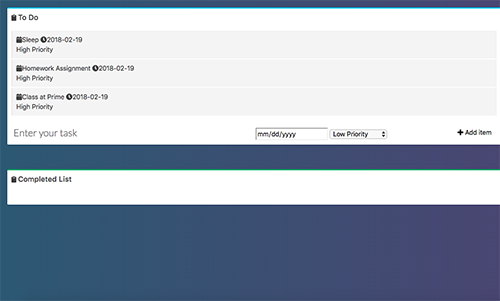 To Do
Sleep 2018-02-19
High Priority
Homework Assignment 2018-02-19
High Priority
Class at Prime 2018-02-19
High Priority
Enter your task mm/dd/yyyy Low Priority Add item
Completed List